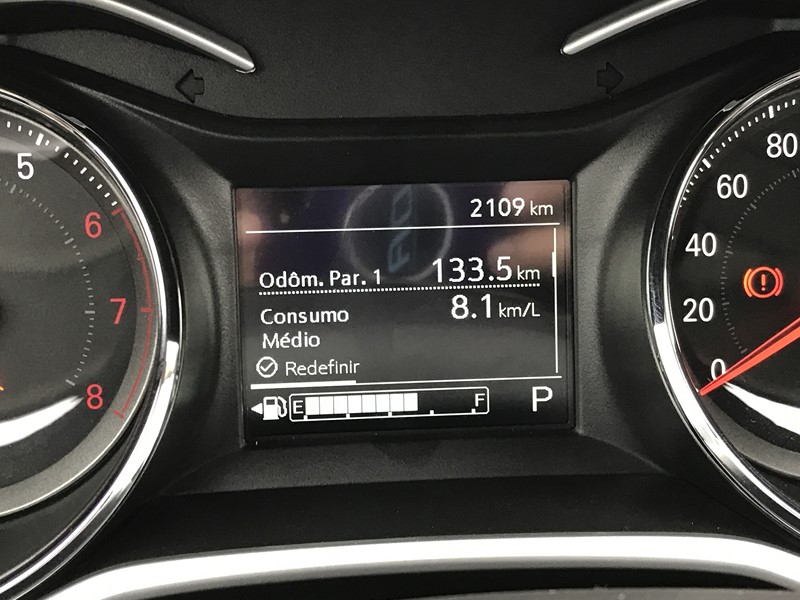 2109 km
Odôm. Par. 1 133.5 km
Consumo 8.1 km/L
Médio
Redefinir
E F P
5
6
7
8
80
60
40
20
0